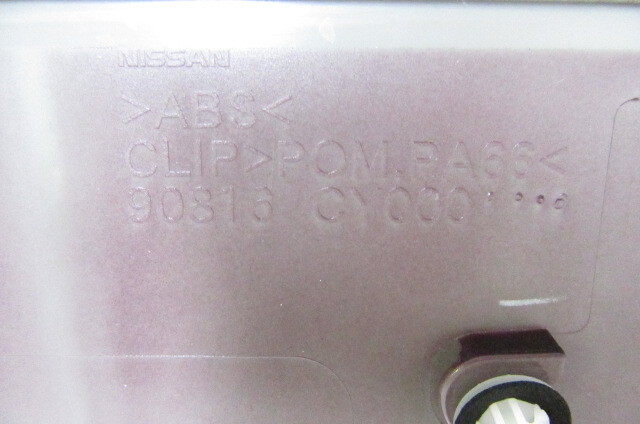 NISSAN
>ABS<
CLIP>POM.PA66<
90816 CY000